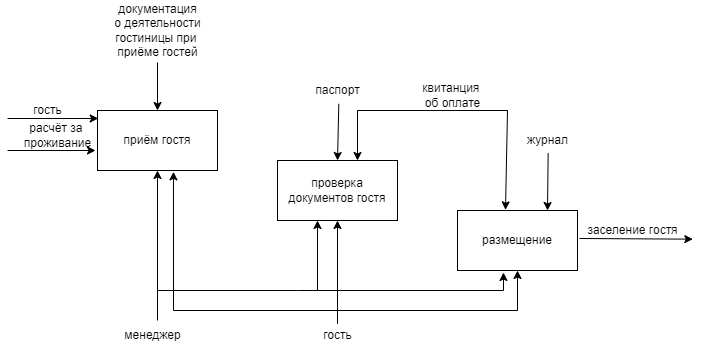 документация
о деятельности
гостиницы при
приёме гостей
паспорт
квитанция
об оплате
гость
расчёт за
проживание
приём гостя
журнал
проверка
документов гостя
размещение
заселение гостя
менеджер
гость